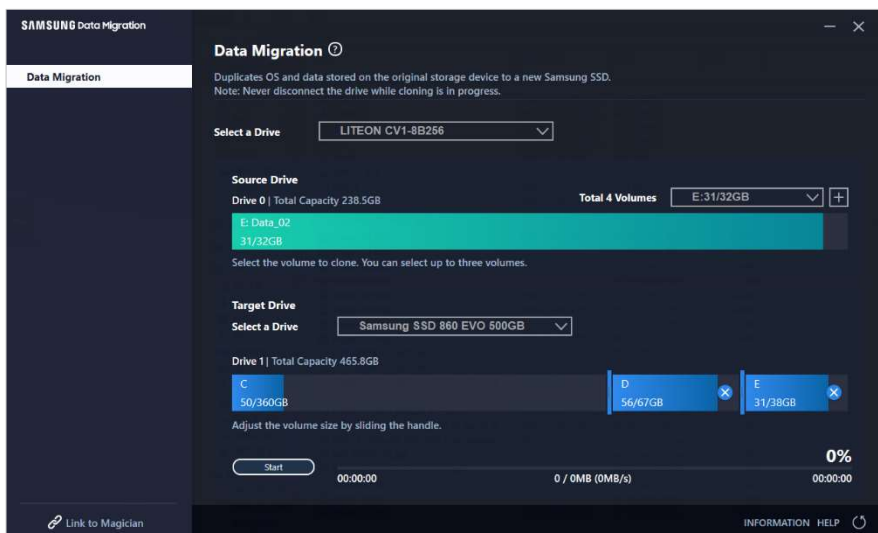 SAMSUNG Data Migration
Data Migration
Data Migration ?
Duplicates OS and data stored on the original storage device to a new Samsung SSD.
Note: Never disconnect the drive while cloning is in progress.
Select a Drive LITEON CV1-8B256
Source Drive
Drive 0 | Total Capacity 238.5GB Total 4 Volumes E:31/32GB
E: Data_02
31/32GB
Select the volume to clone. You can select up to three volumes.
Target Drive
Select a Drive Samsung SSD 860 EVO 500GB
Drive 1 | Total Capacity 465.8GB
C D E
50/360GB 56/67GB 31/38GB
Adjust the volume size by sliding the handle.
0%
Start
00:00:00 0 / 0MB (0MB/s) 00:00:00
Link to Magician INFORMATION HELP